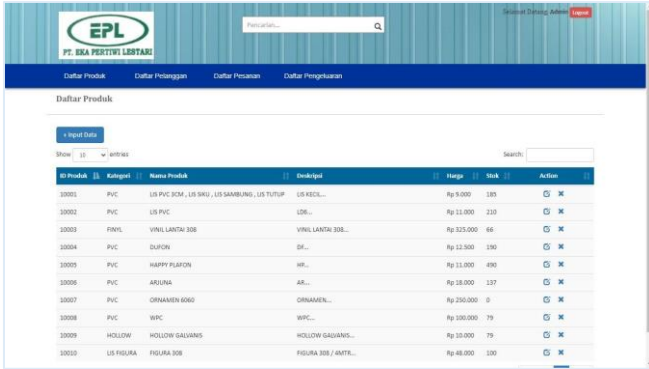 Pencarian...
Selamat Datang, Admin Logout
EPL
PT. EKA PERTIWI LESTARI
Daftar Produk Daftar Pelanggan Daftar Pesanan Daftar Pengeluaran
Daftar Produk
+ Input Data
Show 10 entries Search:
ID Produk Kategori Nama Produk Deskripsi Harga Stok Action
10001 PVC LIS PVC 3CM , LIS SIKU , LIS SAMBUNG , LIS TUTUP LIS KECIL... Rp 9.000 185
10002 PVC LIS PVC LDB... Rp 11.000 210
10003 FINYL VINIL LANTAI 308 VINIL LANTAI 308... Rp 325.000 66
10004 PVC DUFON DF... Rp 12.500 190
10005 PVC HAPPY PLAFON HP... Rp 11.000 490
10006 PVC ARJUNA AR... Rp 18.000 137
10007 PVC ORNAMEN 6060 ORNAMEN... Rp 250.000 0
10008 PVC WPC WPC... Rp 100.000 79
10009 HOLLOW HOLLOW GALVANIS HOLLOW GALVANIS... Rp 10.000 79
10010 LIS FIGURA FIGURA 308 FIGURA 308 / 4MTR... Rp 48.000 100